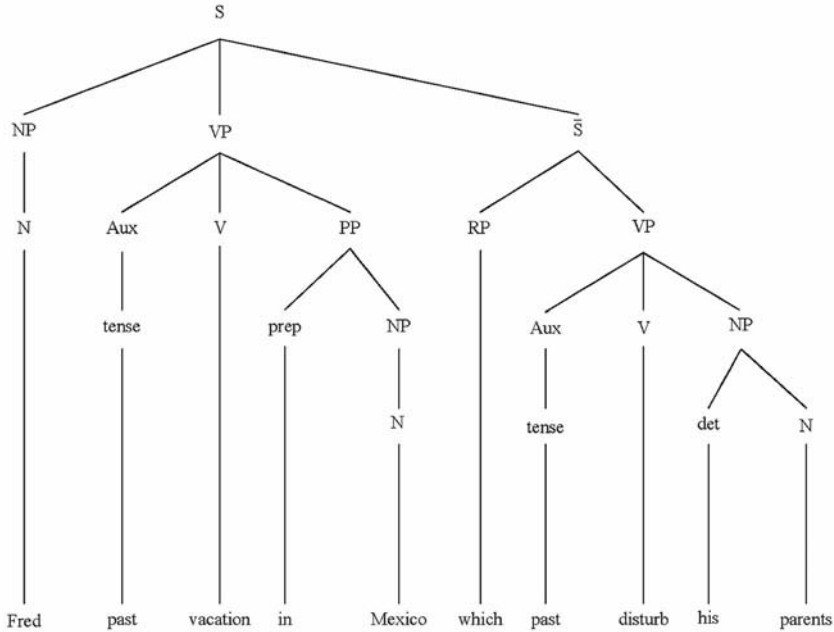 S
NP VP S̄
N Aux V PP RP VP
tense prep NP Aux V NP
N tense det N
Fred past vacation in Mexico which past disturb his parents